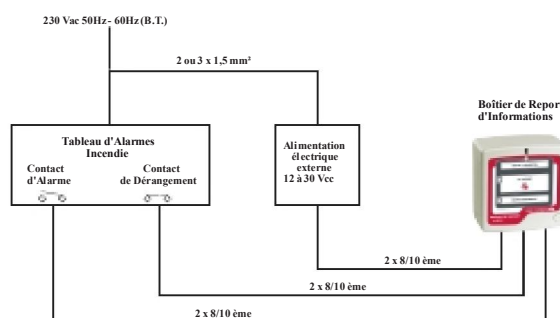 230 Vac 50Hz - 60Hz (B.T.)
2 ou 3 x 1,5 mm²
Boîtier de Repor
d'Informations
Tableau d'Alarmes
Incendie
Contact
d'Alarme
Contact
de Dérangement
Alimentation
électrique
externe
12 à 30 Vcc
2 x 8/10 ème
2 x 8/10 ème
2 x 8/10 ème